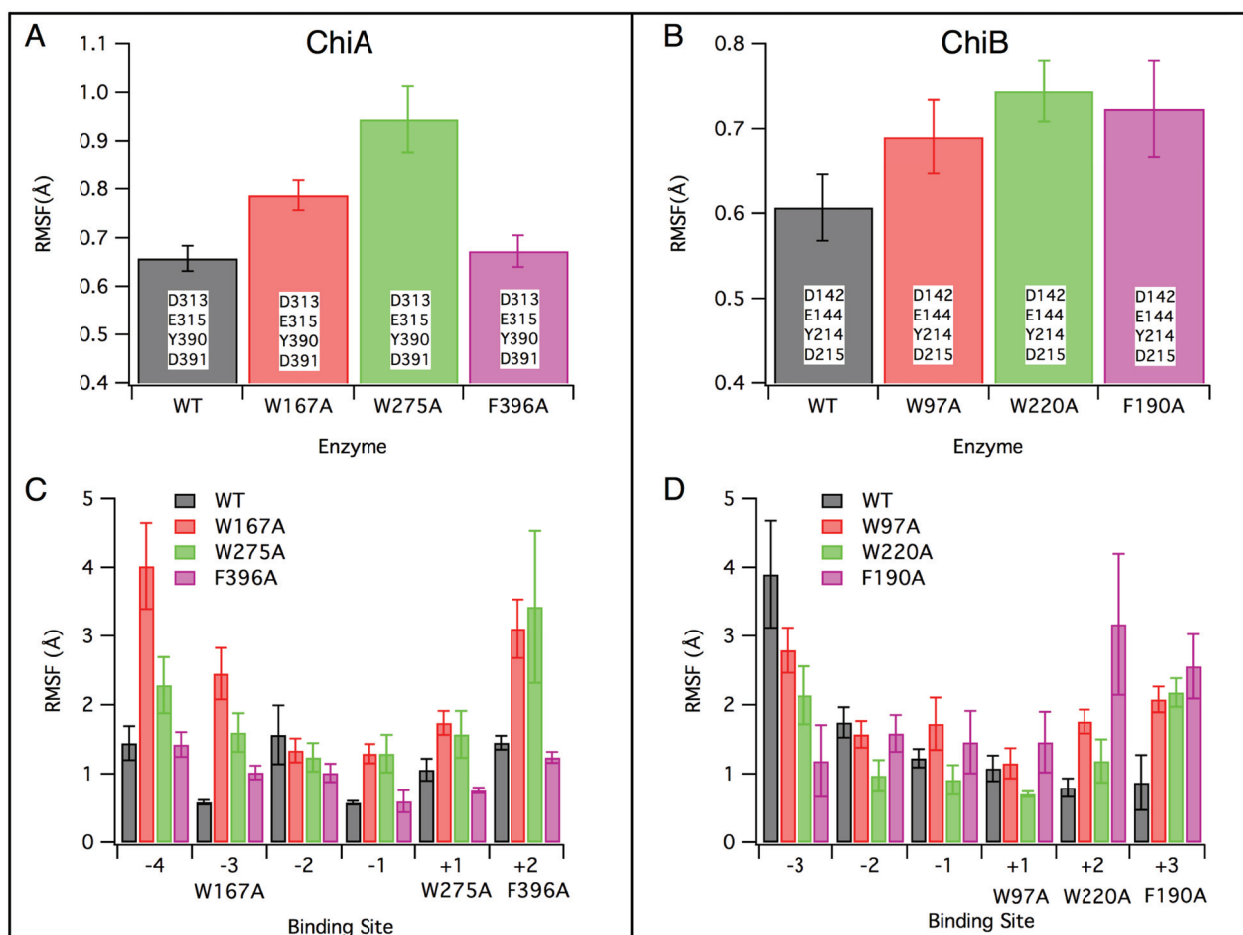 A
ChiA
1.1
1.0
0.9
0.8
0.7
0.6
0.5
0.4
RMSF(Å)
D313
E315
Y390
D391
D313
E315
Y390
D391
D313
E315
Y390
D391
D313
E315
Y390
D391
WT W167A W275A F396A
Enzyme
B
ChiB
0.8
0.7
0.6
0.5
0.4
RMSF(Å)
D142
E144
Y214
D215
D142
E144
Y214
D215
D142
E144
Y214
D215
D142
E144
Y214
D215
WT W97A W220A F190A
Enzyme
C
WT
W167A
W275A
F396A
5
4
3
2
1
0
RMSF (Å)
-4 -3 -2 -1 +1 +2
W167A W275A F396A
Binding Site
D
WT
W97A
W220A
F190A
5
4
3
2
1
0
RMSF (Å)
-3 -2 -1 +1 +2 +3
W97A W220A F190A
Binding Site